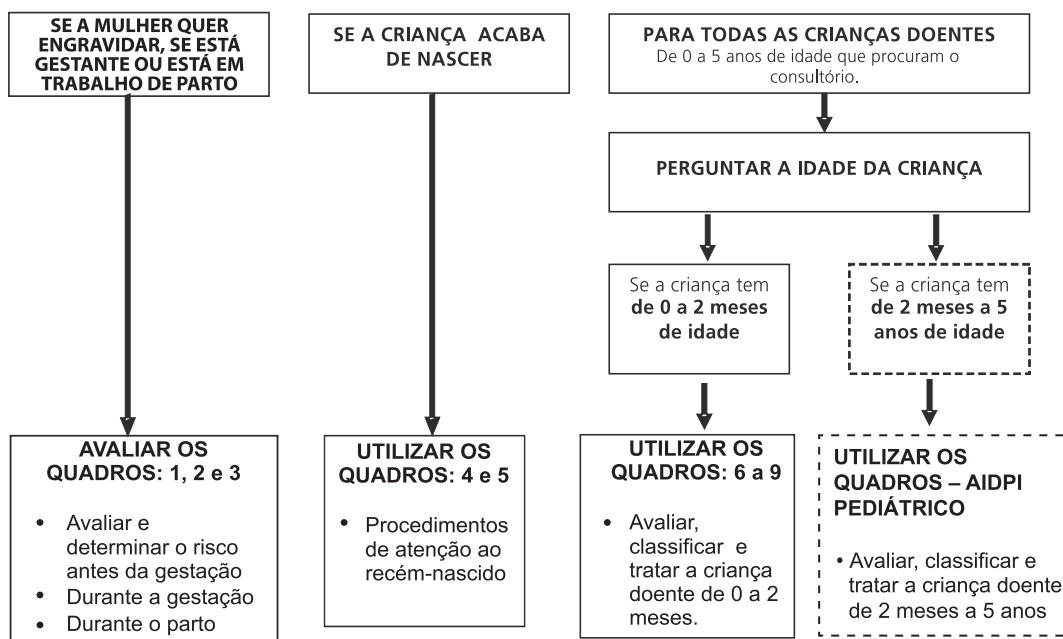 SE A MULHER QUER
ENGRAVIDAR, SE ESTÁ
GESTANTE OU ESTÁ EM
TRABALHO DE PARTO
SE A CRIANÇA ACABA
DE NASCER
PARA TODAS AS CRIANÇAS DOENTES
De 0 a 5 anos de idade que procuram o
consultório.
PERGUNTAR A IDADE DA CRIANÇA
Se a criança tem
de 0 a 2 meses
de idade
Se a criança tem
de 2 meses a 5
anos de idade
AVALIAR OS
QUADROS: 1, 2 e 3
• Avaliar e
determinar o risco
antes da gestação
• Durante a gestação
• Durante o parto
UTILIZAR OS
QUADROS: 4 e 5
• Procedimentos
de atenção ao
recém-nascido
UTILIZAR OS
QUADROS: 6 a 9
• Avaliar,
classificar e
tratar a criança
doente de 0 a 2
meses.
UTILIZAR OS
QUADROS – AIDPI
PEDIÁTRICO
• Avaliar, classificar e
tratar a criança doente
de 2 meses a 5 anos